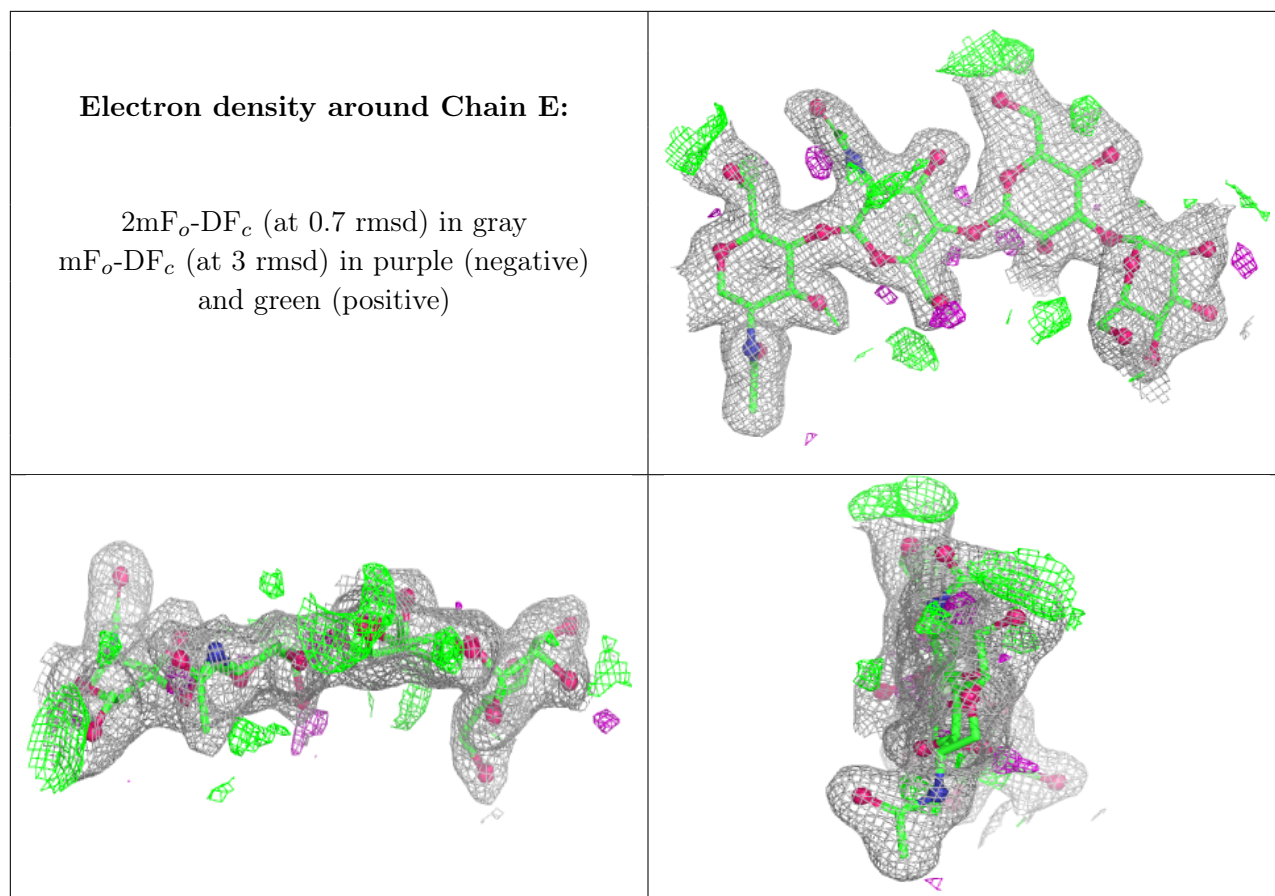 Electron density around Chain E:
2mFo-DFc (at 0.7 rmsd) in gray
mFo-DFc (at 3 rmsd) in purple (negative)
and green (positive)